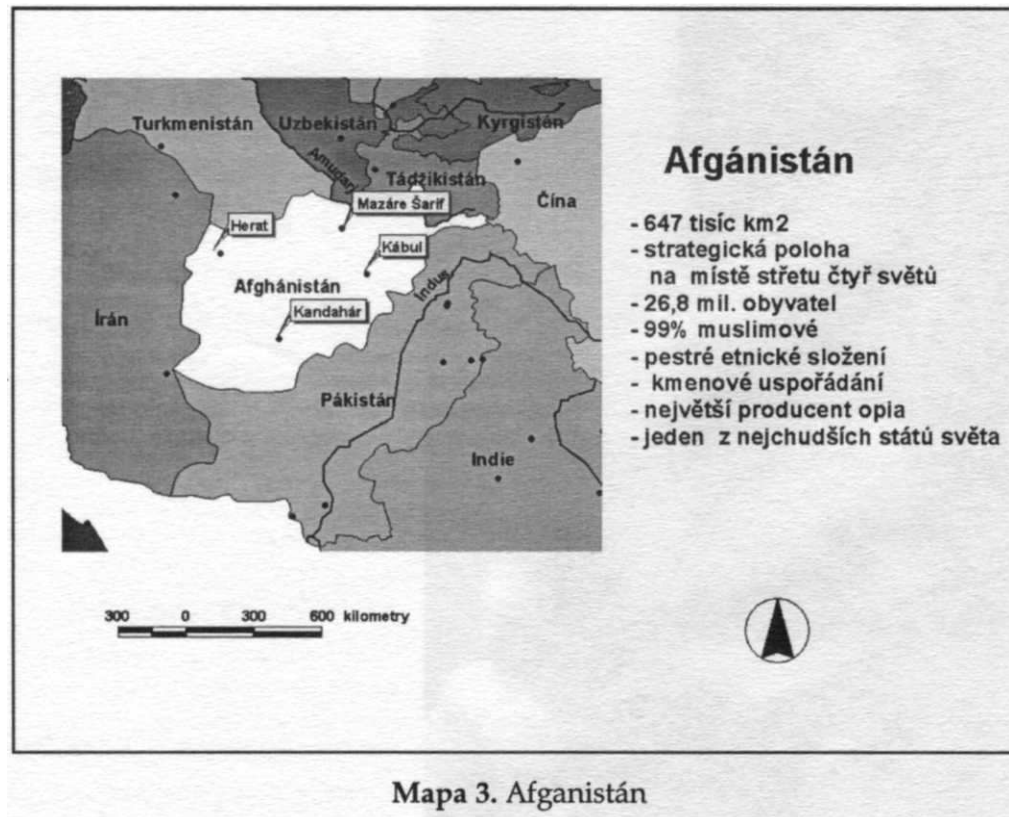 Turkmenistán
Uzbekistán
Kyrgistán
Amudarj
Tádžikistán
Čína
Mazáre Šarif
Herat
Kábul
Afghánistán
Indus
Kandahár
Írán
Pákistán
Indie
300 0 300 600 kilometry
Afgánistán
- 647 tisíc km2
- strategická poloha
na místě střetu čtyř světů
- 26,8 mil. obyvatel
- 99% muslimové
- pestré etnické složení
- kmenové uspořádání
- největší producent opia
- jeden z nejchudších států světa
Mapa 3. Afganistán